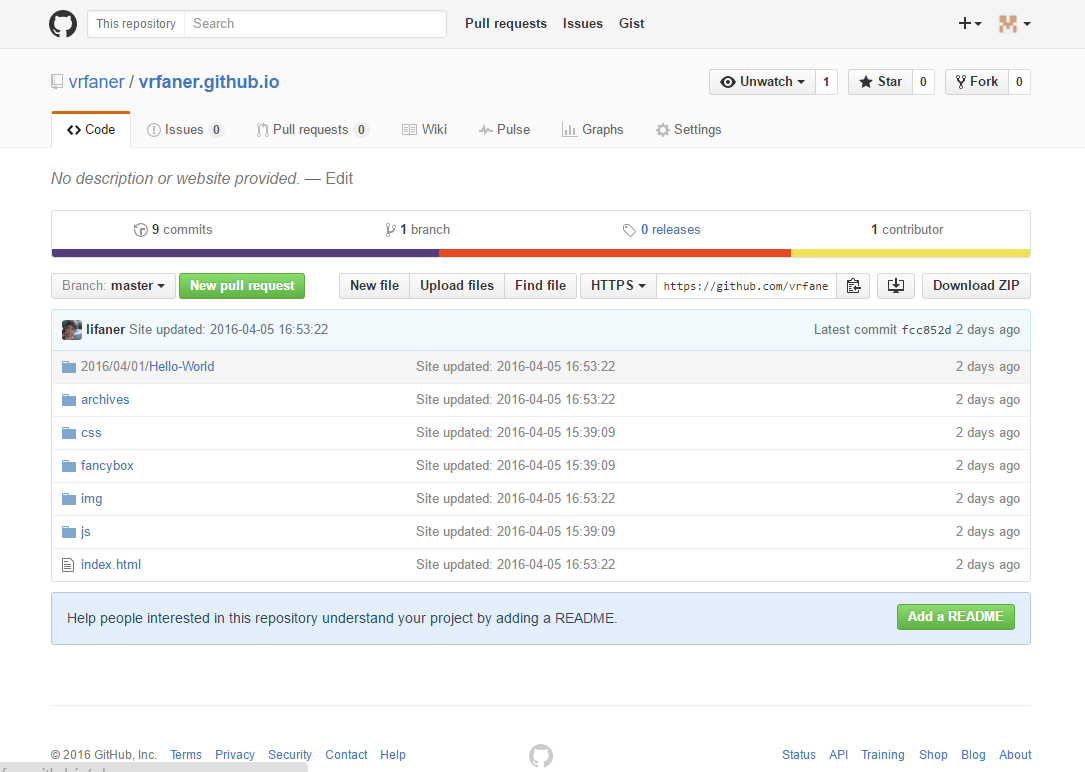 This repository Search Pull requests Issues Gist
vrfaner / vrfaner.github.io Unwatch 1 Star 0 Fork 0
Code Issues 0 Pull requests 0 Wiki Pulse Graphs Settings
No description or website provided. — Edit
9 commits 1 branch 0 releases 1 contributor
Branch: master New pull request New file Upload files Find file HTTPS https://github.com/vrfane Download ZIP
lifaner Site updated: 2016-04-05 16:53:22 Latest commit fcc852d 2 days ago
2016/04/01/Hello-World Site updated: 2016-04-05 16:53:22 2 days ago
archives Site updated: 2016-04-05 16:53:22 2 days ago
css Site updated: 2016-04-05 15:39:09 2 days ago
fancybox Site updated: 2016-04-05 15:39:09 2 days ago
img Site updated: 2016-04-05 16:53:22 2 days ago
js Site updated: 2016-04-05 15:39:09 2 days ago
index.html Site updated: 2016-04-05 16:53:22 2 days ago
Help people interested in this repository understand your project by adding a README. Add a README
© 2016 GitHub, Inc. Terms Privacy Security Contact Help Status API Training Shop Blog About